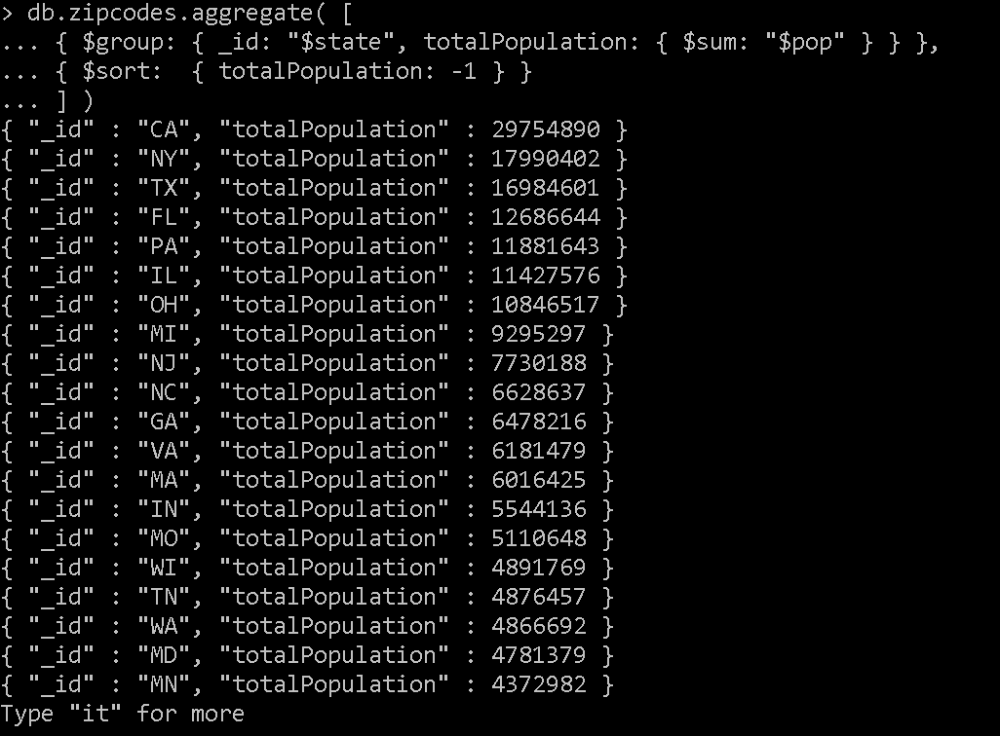 > db.zipcodes.aggregate( [
... { $group: { _id: "$state", totalPopulation: { $sum: "$pop" } } },
... { $sort:  { totalPopulation: -1 } }
... ] )
{ "_id" : "CA", "totalPopulation" : 29754890 }
{ "_id" : "NY", "totalPopulation" : 17990402 }
{ "_id" : "TX", "totalPopulation" : 16984601 }
{ "_id" : "FL", "totalPopulation" : 12686644 }
{ "_id" : "PA", "totalPopulation" : 11881643 }
{ "_id" : "IL", "totalPopulation" : 11427576 }
{ "_id" : "OH", "totalPopulation" : 10846517 }
{ "_id" : "MI", "totalPopulation" : 9295297 }
{ "_id" : "NJ", "totalPopulation" : 7730188 }
{ "_id" : "NC", "totalPopulation" : 6628637 }
{ "_id" : "GA", "totalPopulation" : 6478216 }
{ "_id" : "VA", "totalPopulation" : 6181479 }
{ "_id" : "MA", "totalPopulation" : 6016425 }
{ "_id" : "IN", "totalPopulation" : 5544136 }
{ "_id" : "MO", "totalPopulation" : 5110648 }
{ "_id" : "WI", "totalPopulation" : 4891769 }
{ "_id" : "TN", "totalPopulation" : 4876457 }
{ "_id" : "WA", "totalPopulation" : 4866692 }
{ "_id" : "MD", "totalPopulation" : 4781379 }
{ "_id" : "MN", "totalPopulation" : 4372982 }
Type "it" for more